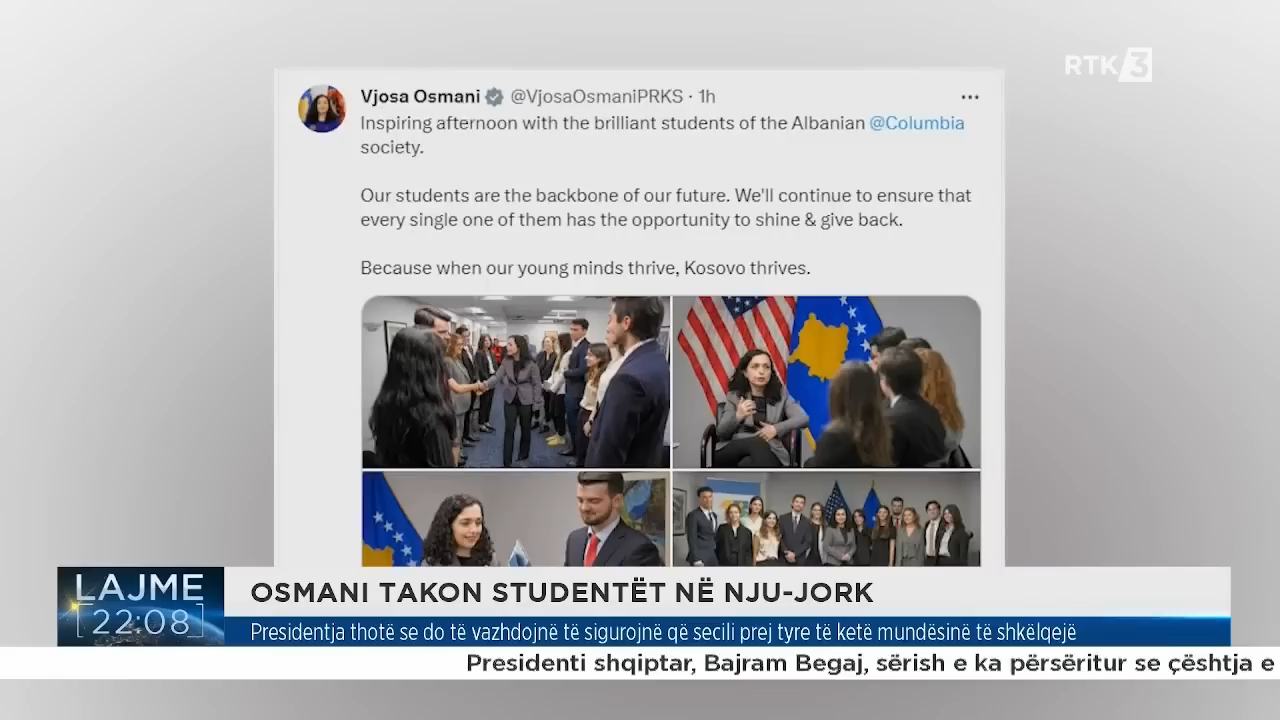 RTK 3
Vjosa Osmani @VjosaOsmaniPRKS · 1h
Inspiring afternoon with the brilliant students of the Albanian @Columbia
society.
Our students are the backbone of our future. We'll continue to ensure that
every single one of them has the opportunity to shine & give back.
Because when our young minds thrive, Kosovo thrives.
LAJME
22:08
OSMANI TAKON STUDENTËT NË NJU-JORK
Presidentja thotë se do të vazhdojnë të sigurojnë që secili prej tyre të ketë mundësinë të shkëlqejë
Presidenti shqiptar, Bajram Begaj, sërish e ka përsëritur se çështja e